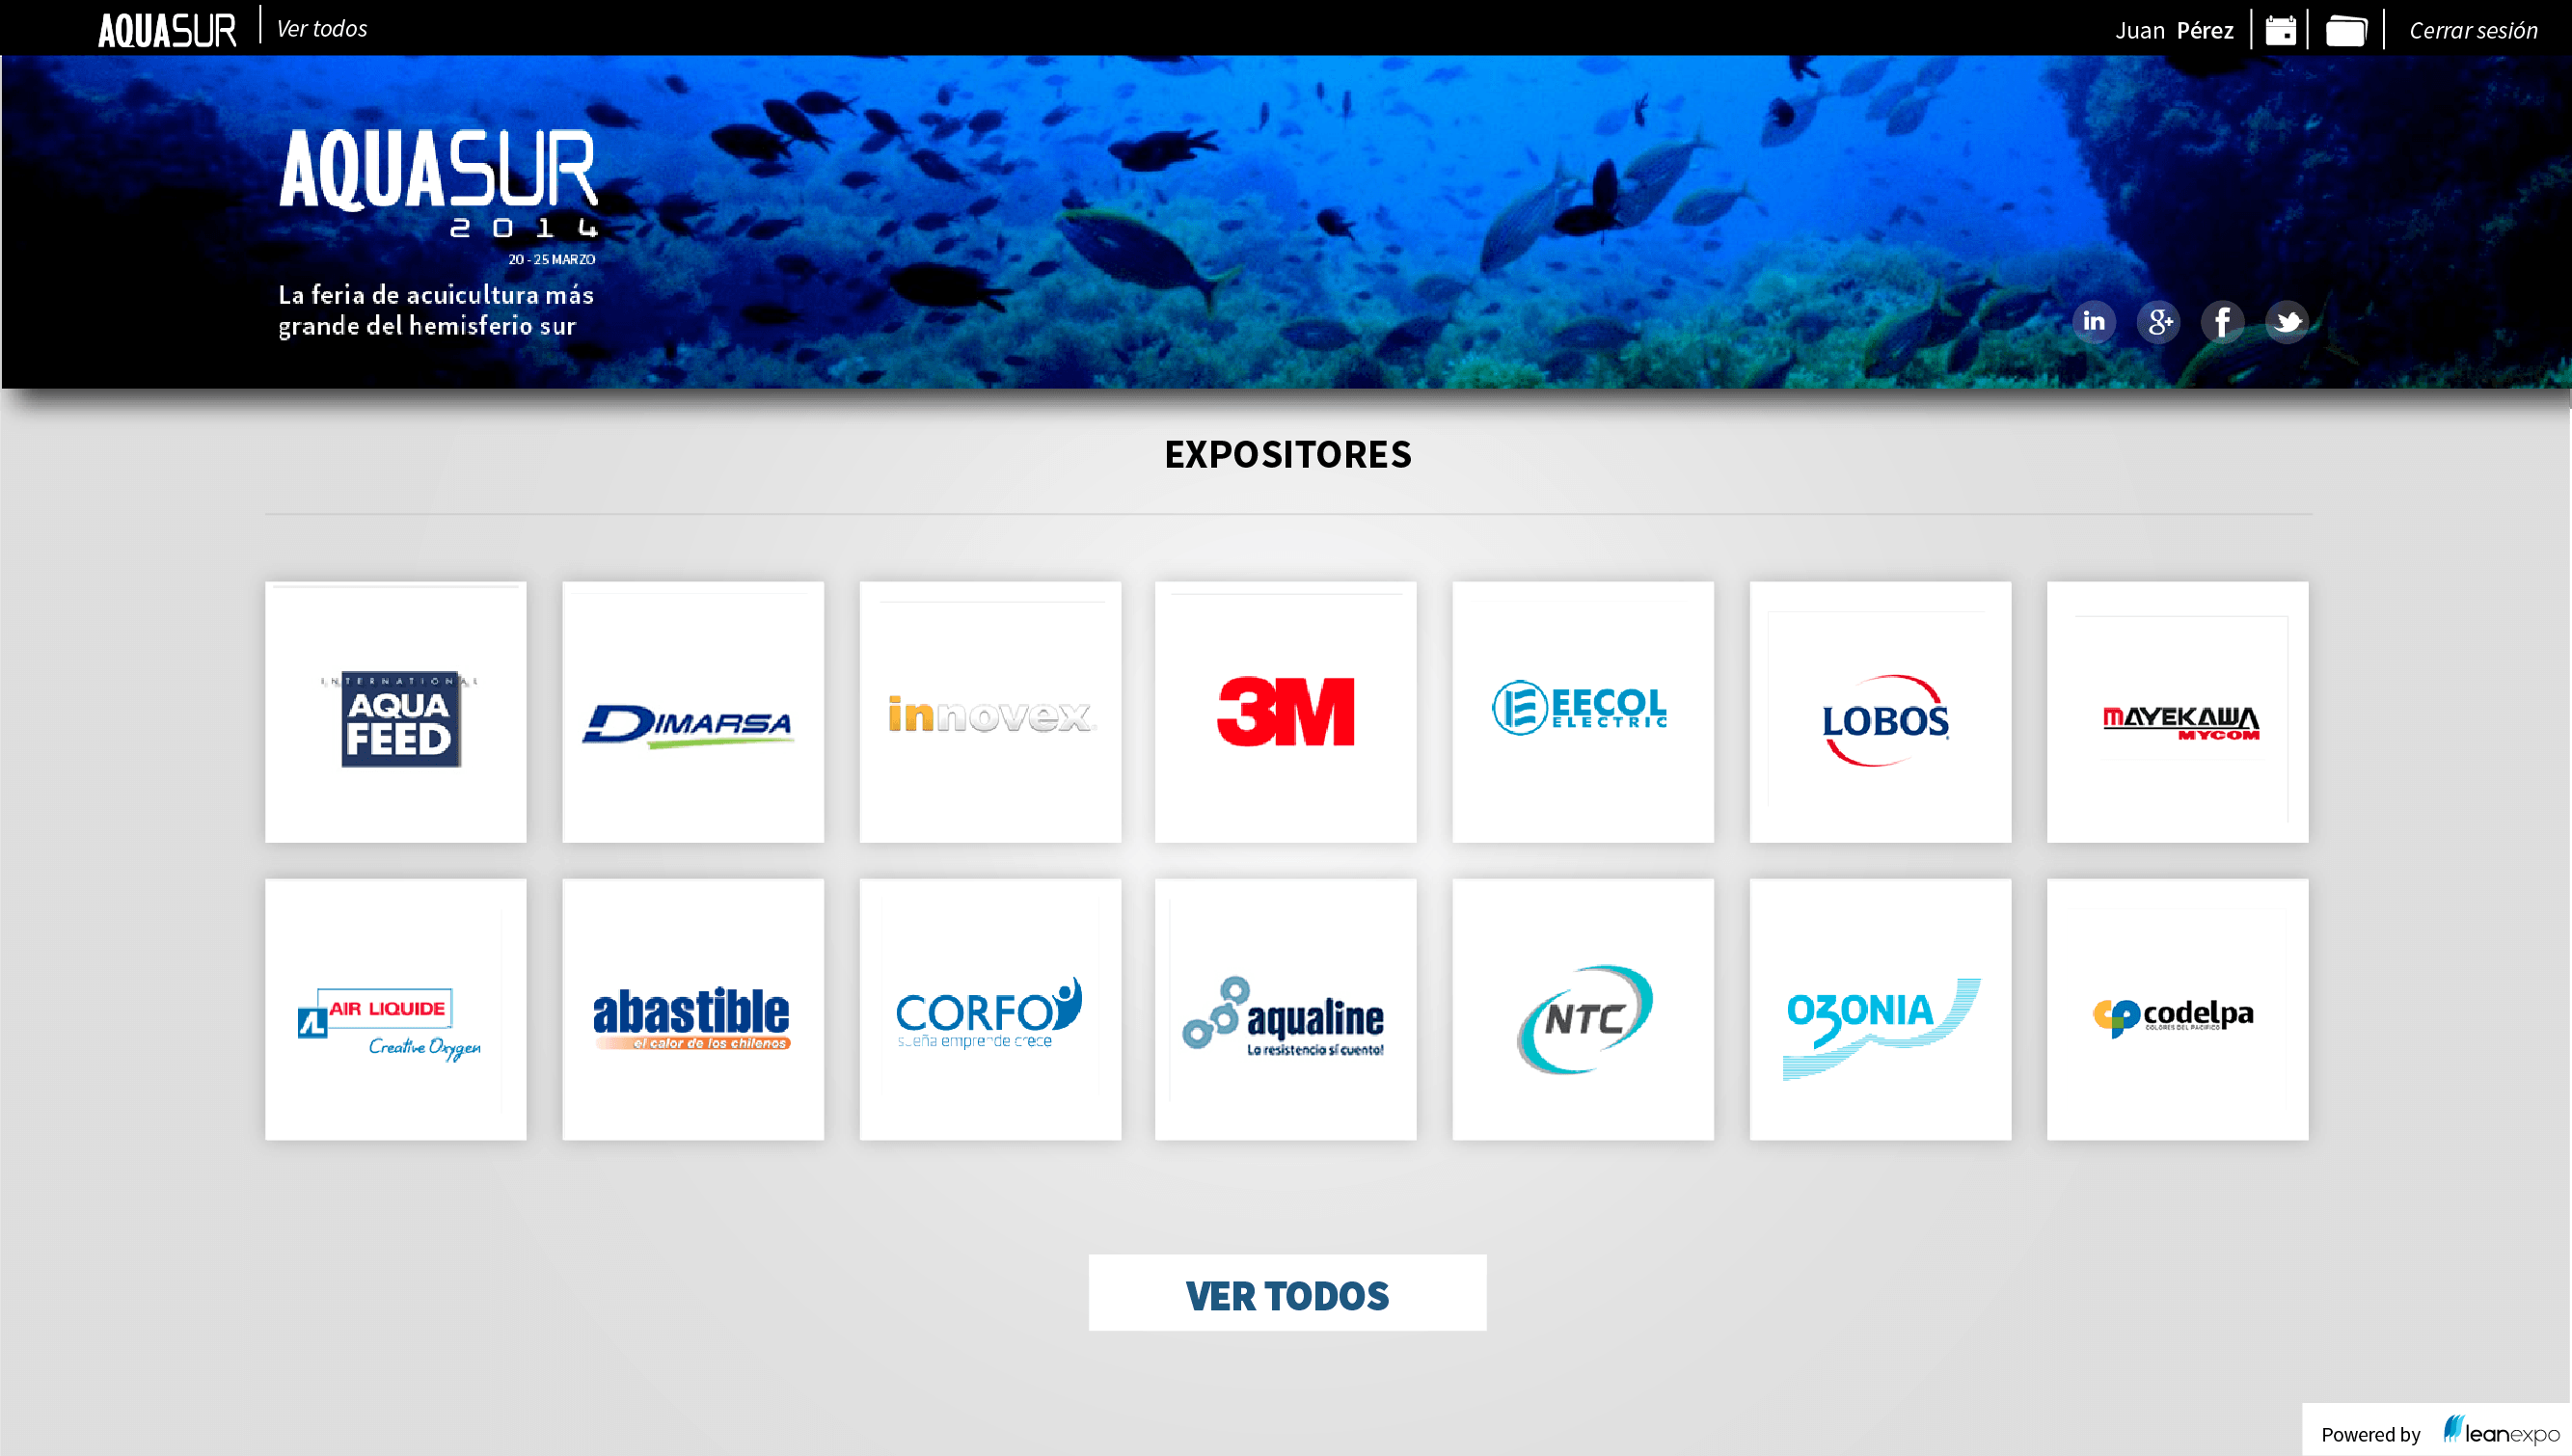 AQUASUR Ver todos Juan Pérez Cerrar sesión
AQUASUR
2014
20 - 25 MARZO
La feria de acuicultura más
grande del hemisferio sur
in g+ f
EXPOSITORES
INTERNATIONAL
AQUA
FEED
DIMARSA
innovex
3M
EECOL
ELECTRIC
LOBOS
MAYEKAWA
MYCOM
AIR LIQUIDE
Creative Oxygen
abastible
el calor de los chilenos
CORFO
sueña emprende crece
aqualine
La resistencia sí cuenta!
NTC
O3ONIA
codelpa
COLORES DEL PACIFICO
VER TODOS
Powered by leanexpo